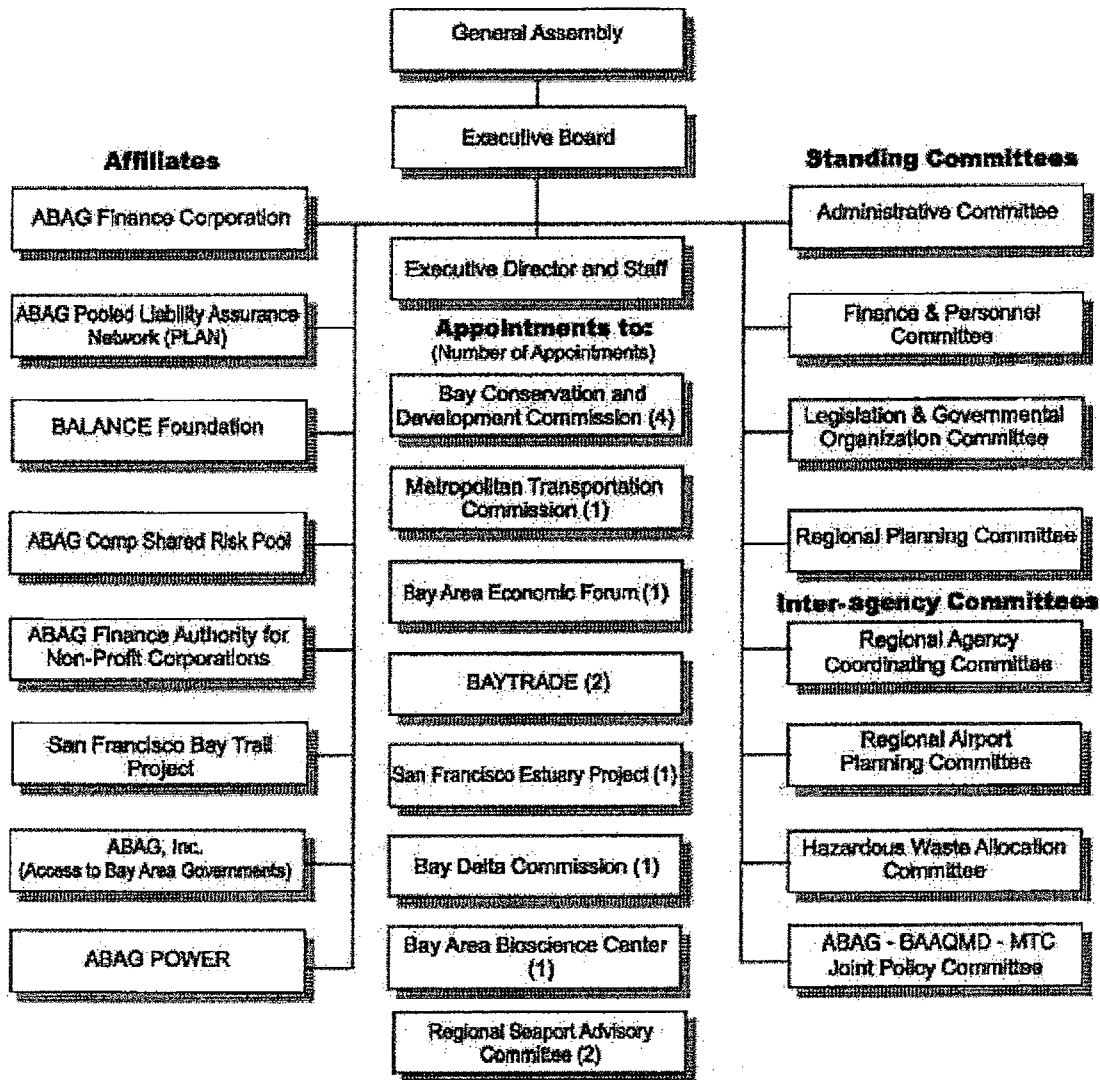 General Assembly
Executive Board
Affiliates
ABAG Finance Corporation
ABAG Pooled Liability Assurance
Network (PLAN)
BALANCE Foundation
ABAG Comp Shared Risk Pool
ABAG Finance Authority for
Non-Profit Corporations
San Francisco Bay Trail
Project
ABAG, Inc.
(Access to Bay Area Governments)
ABAG POWER
Executive Director and Staff
Appointments to:
(Number of Appointments)
Bay Conservation and
Development Commission (4)
Metropolitan Transportation
Commission (1)
Bay Area Economic Forum (1)
BAYTRADE (2)
San Francisco Estuary Project (1)
Bay Delta Commission (1)
Bay Area Bioscience Center
(1)
Regional Seaport Advisory
Committee (2)
Standing Committees
Administrative Committee
Finance & Personnel
Committee
Legislation & Governmental
Organization Committee
Regional Planning Committee
Inter-agency Committees
Regional Agency
Coordinating Committee
Regional Airport
Planning Committee
Hazardous Waste Allocation
Committee
ABAG - BAAQMD - MTC
Joint Policy Committee